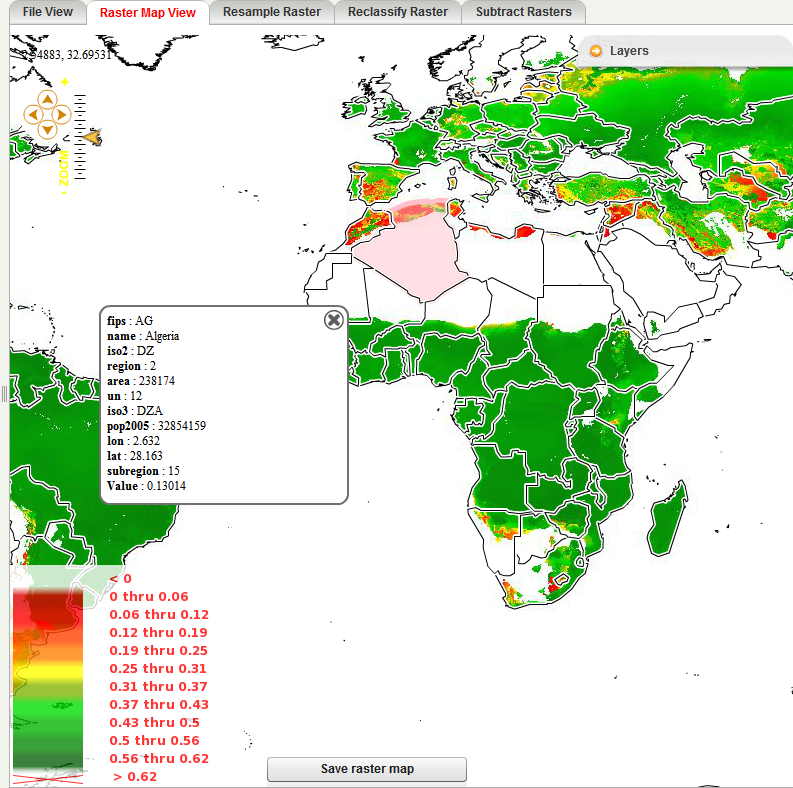 File View
Raster Map View
Resample Raster
Reclassify Raster
Subtract Rasters
54883, 32.69531
Layers
+
ZOOM
-
fips : AG
name : Algeria
iso2 : DZ
region : 2
area : 238174
un : 12
iso3 : DZA
pop2005 : 32854159
lon : 2.632
lat : 28.163
subregion : 15
Value : 0.13014
< 0
0 thru 0.06
0.06 thru 0.12
0.12 thru 0.19
0.19 thru 0.25
0.25 thru 0.31
0.31 thru 0.37
0.37 thru 0.43
0.43 thru 0.5
0.5 thru 0.56
0.56 thru 0.62
> 0.62
Save raster map